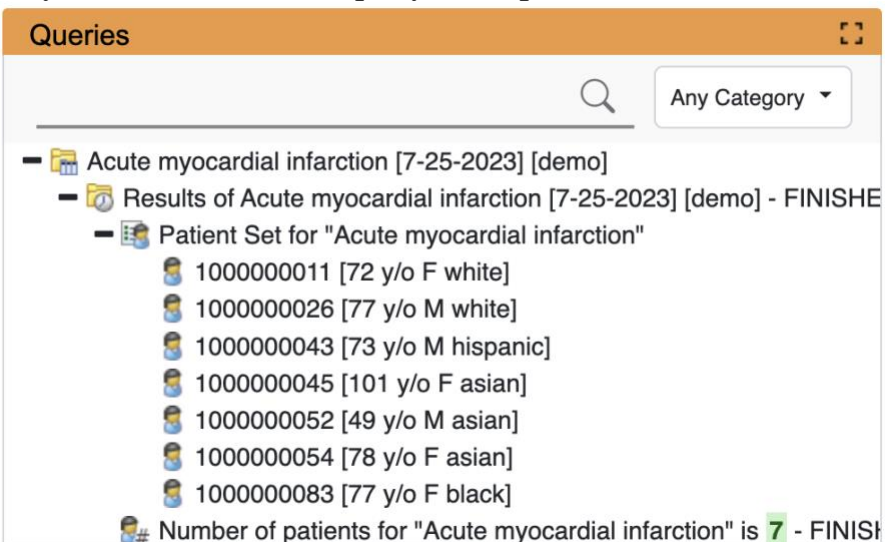 Queries
Any Category
Acute myocardial infarction [7-25-2023] [demo]
Results of Acute myocardial infarction [7-25-2023] [demo] - FINISHE
Patient Set for "Acute myocardial infarction"
1000000011 [72 y/o F white]
1000000026 [77 y/o M white]
1000000043 [73 y/o M hispanic]
1000000045 [101 y/o F asian]
1000000052 [49 y/o M asian]
1000000054 [78 y/o F asian]
1000000083 [77 y/o F black]
Number of patients for "Acute myocardial infarction" is 7 - FINISH